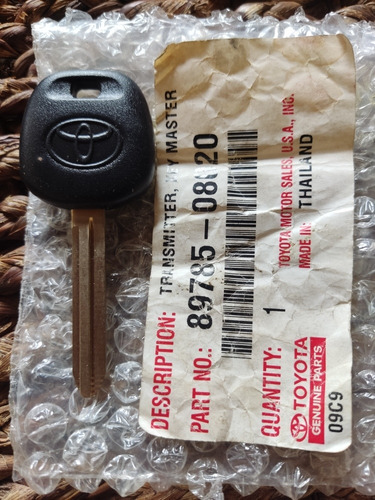 DESCRIPTION: TRANSMITTER, KEY MASTER
PART NO.: 89785-08020
QUANTITY: 1
TOYOTA MOTOR SALES, U.S.A., INC.
MADE IN: THAILAND
TOYOTA
GENUINE PARTS
09C9